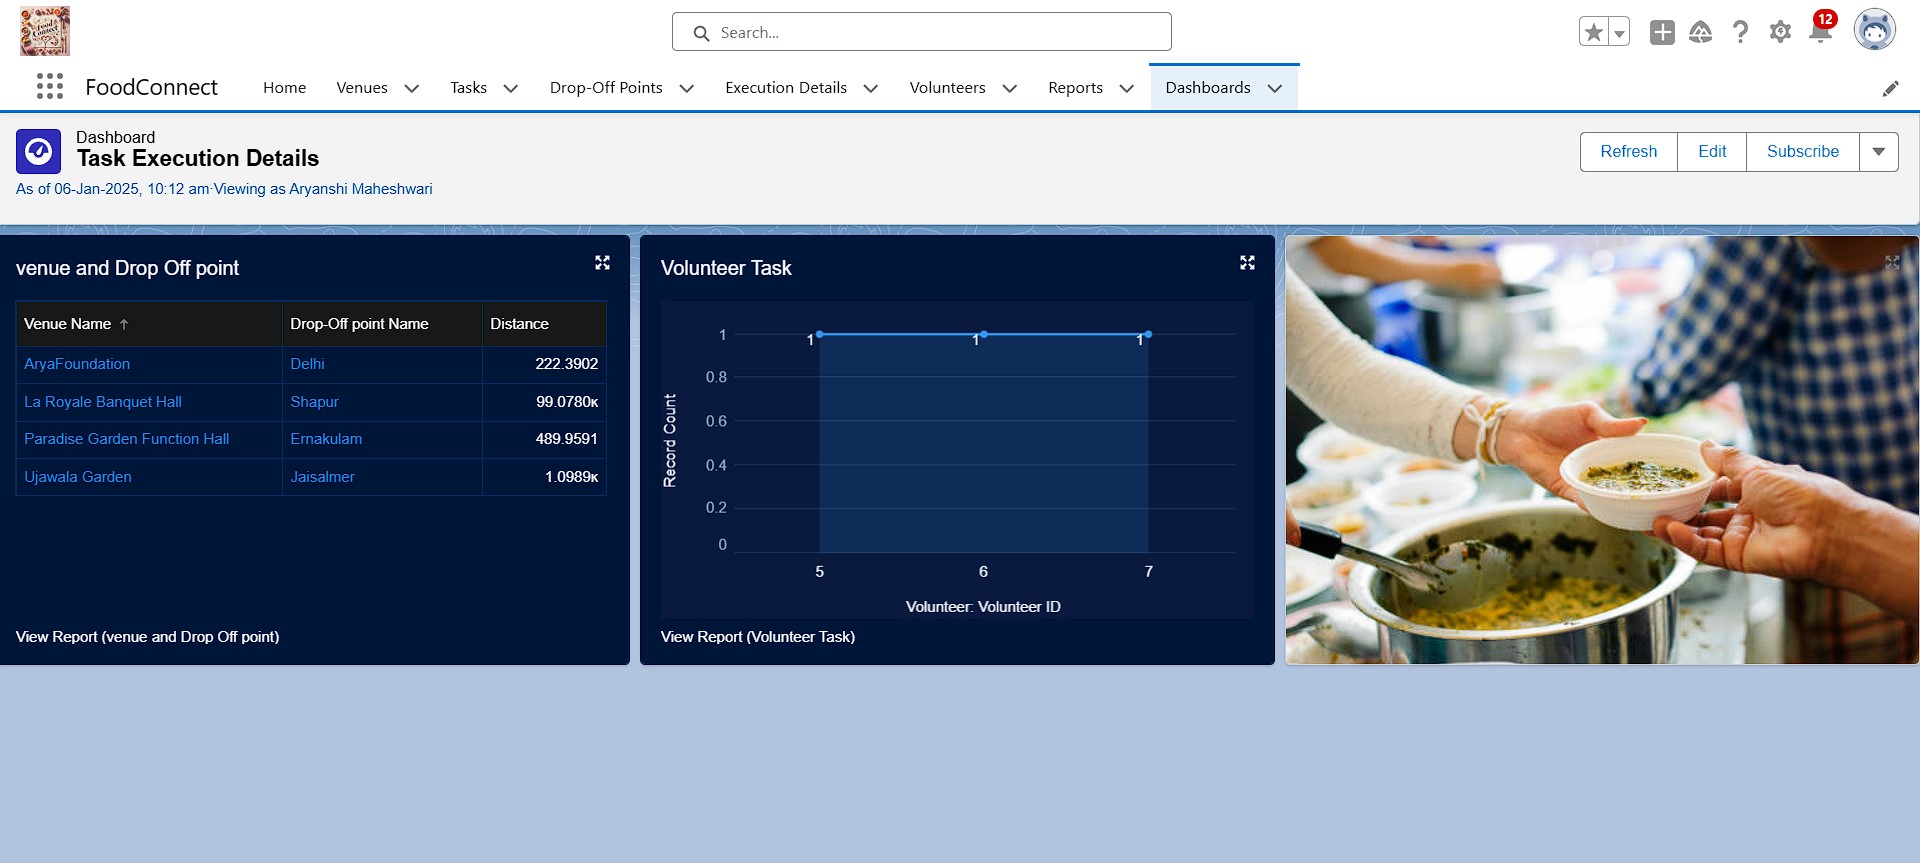 Food Connect
Search...
12
FoodConnect
Home
Venues
Tasks
Drop-Off Points
Execution Details
Volunteers
Reports
Dashboards
Dashboard
Task Execution Details
As of 06-Jan-2025, 10:12 am·Viewing as Aryanshi Maheshwari
Refresh
Edit
Subscribe
venue and Drop Off point
Venue Name ↑ Drop-Off point Name Distance
AryaFoundation Delhi 222.3902
La Royale Banquet Hall Shapur 99.0780K
Paradise Garden Function Hall Ernakulam 489.9591
Ujawala Garden Jaisalmer 1.0989K
View Report (venue and Drop Off point)
Volunteer Task
Record Count
1
0.8
0.6
0.4
0.2
0
1 1 1
5 6 7
Volunteer: Volunteer ID
View Report (Volunteer Task)